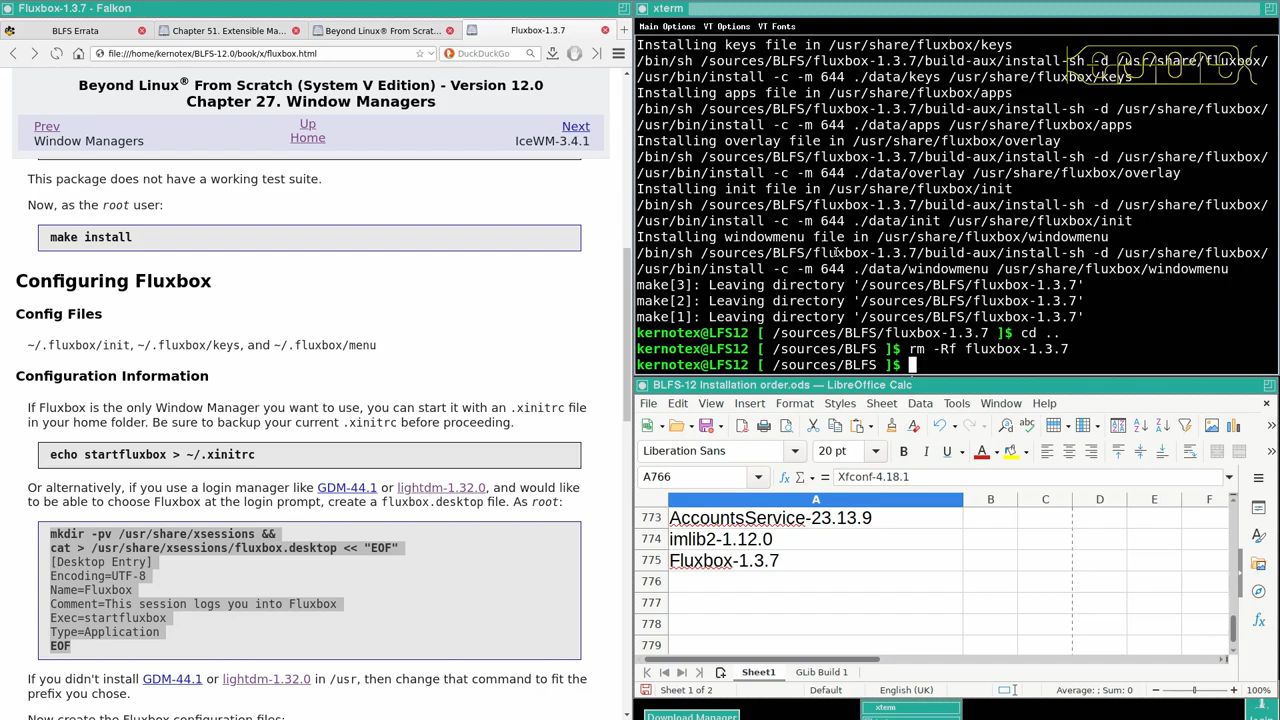 Fluxbox-1.3.7 - Falkon
BLFS Errata
Chapter 51. Extensible Ma...
Beyond Linux® From Scrat...
Fluxbox-1.3.7
file:///home/kernotex/BLFS-12.0/book/x/fluxbox.html
DuckDuckGo
Beyond Linux® From Scratch (System V Edition) - Version 12.0
Chapter 27. Window Managers
Prev
Up
Next
Window Managers
Home
IceWM-3.4.1
This package does not have a working test suite.
Now, as the root user:
make install
Configuring Fluxbox
Config Files
~/.fluxbox/init, ~/.fluxbox/keys, and ~/.fluxbox/menu
Configuration Information
If Fluxbox is the only Window Manager you want to use, you can start it with an .xinitrc file
in your home folder. Be sure to backup your current .xinitrc before proceeding.
echo startfluxbox > ~/.xinitrc
Or alternatively, if you use a login manager like GDM-44.1 or lightdm-1.32.0, and would like
to be able to choose Fluxbox at the login prompt, create a fluxbox.desktop file. As root:
mkdir -pv /usr/share/xsessions &&
cat > /usr/share/xsessions/fluxbox.desktop << "EOF"
[Desktop Entry]
Encoding=UTF-8
Name=Fluxbox
Comment=This session logs you into Fluxbox
Exec=startfluxbox
Type=Application
EOF
If you didn't install GDM-44.1 or lightdm-1.32.0 in /usr, then change that command to fit the
prefix you chose.
Now create the Fluxbox configuration files:
xterm
Main Options VT Options VT Fonts
Installing keys file in /usr/share/fluxbox/keys
/bin/sh /sources/BLFS/fluxbox-1.3.7/build-aux/install-sh -d /usr/share/fluxbox/
/usr/bin/install -c -m 644 ./data/keys /usr/share/fluxbox/keys
Installing apps file in /usr/share/fluxbox/apps
/bin/sh /sources/BLFS/fluxbox-1.3.7/build-aux/install-sh -d /usr/share/fluxbox/
/usr/bin/install -c -m 644 ./data/apps /usr/share/fluxbox/apps
Installing overlay file in /usr/share/fluxbox/overlay
/bin/sh /sources/BLFS/fluxbox-1.3.7/build-aux/install-sh -d /usr/share/fluxbox/
/usr/bin/install -c -m 644 ./data/overlay /usr/share/fluxbox/overlay
Installing init file in /usr/share/fluxbox/init
/bin/sh /sources/BLFS/fluxbox-1.3.7/build-aux/install-sh -d /usr/share/fluxbox/
/usr/bin/install -c -m 644 ./data/init /usr/share/fluxbox/init
Installing windowmenu file in /usr/share/fluxbox/windowmenu
/bin/sh /sources/BLFS/fluxbox-1.3.7/build-aux/install-sh -d /usr/share/fluxbox/
/usr/bin/install -c -m 644 ./data/windowmenu /usr/share/fluxbox/windowmenu
make[3]: Leaving directory '/sources/BLFS/fluxbox-1.3.7'
make[2]: Leaving directory '/sources/BLFS/fluxbox-1.3.7'
make[1]: Leaving directory '/sources/BLFS/fluxbox-1.3.7'
kernotex@LFS12 [ /sources/BLFS/fluxbox-1.3.7 ]$ cd ..
kernotex@LFS12 [ /sources/BLFS ]$ rm -Rf fluxbox-1.3.7
kernotex@LFS12 [ /sources/BLFS ]$
Kernotex
BLFS-12 Installation order.ods — LibreOffice Calc
File Edit View Insert Format Styles Sheet Data Tools Window Help
Liberation Sans
20 pt
A766
Xfconf-4.18.1
A B C D E F
773 AccountsService-23.13.9
774 imlib2-1.12.0
775 Fluxbox-1.3.7
776
777
778
779
Sheet1
GLib Build 1
Sheet 1 of 2
Default
English (UK)
Average: ; Sum: 0
100%
Download Manager
xterm